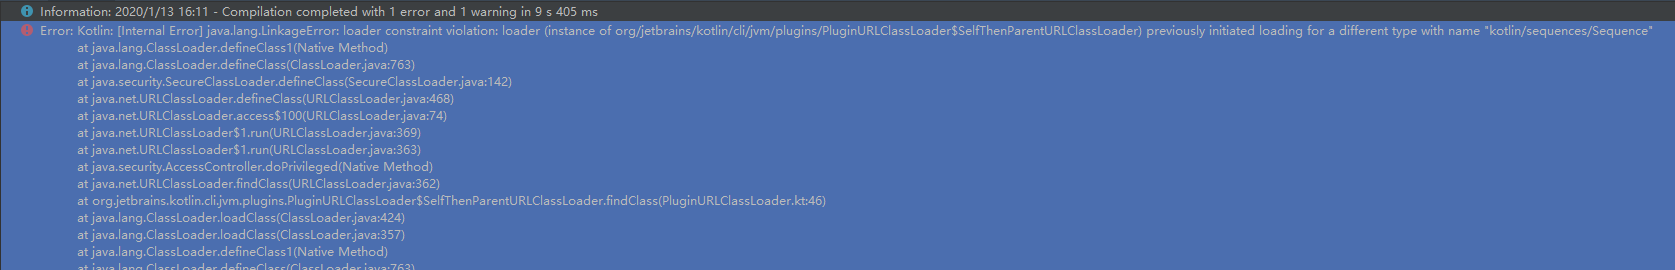 Information: 2020/1/13 16:11 - Compilation completed with 1 error and 1 warning in 9 s 405 ms
Error: Kotlin: [Internal Error] java.lang.LinkageError: loader constraint violation: loader (instance of org/jetbrains/kotlin/cli/jvm/plugins/PluginURLClassLoader$SelfThenParentURLClassLoader) previously initiated loading for a different type with name "kotlin/sequences/Sequence"
at java.lang.ClassLoader.defineClass1(Native Method)
at java.lang.ClassLoader.defineClass(ClassLoader.java:763)
at java.security.SecureClassLoader.defineClass(SecureClassLoader.java:142)
at java.net.URLClassLoader.defineClass(URLClassLoader.java:468)
at java.net.URLClassLoader.access$100(URLClassLoader.java:74)
at java.net.URLClassLoader$1.run(URLClassLoader.java:369)
at java.net.URLClassLoader$1.run(URLClassLoader.java:363)
at java.security.AccessController.doPrivileged(Native Method)
at java.net.URLClassLoader.findClass(URLClassLoader.java:362)
at org.jetbrains.kotlin.cli.jvm.plugins.PluginURLClassLoader$SelfThenParentURLClassLoader.findClass(PluginURLClassLoader.kt:46)
at java.lang.ClassLoader.loadClass(ClassLoader.java:424)
at java.lang.ClassLoader.loadClass(ClassLoader.java:357)
at java.lang.ClassLoader.defineClass1(Native Method)
at java.lang.ClassLoader.defineClass(ClassLoader.java:763)